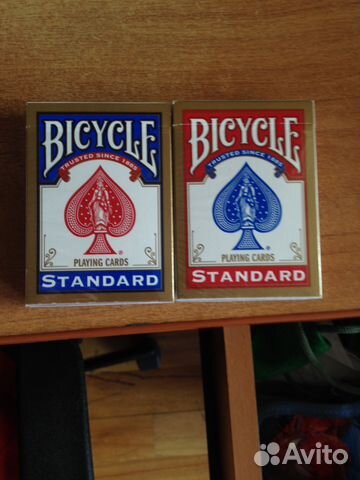 BICYCLE
TRUSTED SINCE 1885
®
PLAYING CARDS
STANDARD
BICYCLE
TRUSTED SINCE 1885
®
PLAYING CARDS
STANDARD
Avito